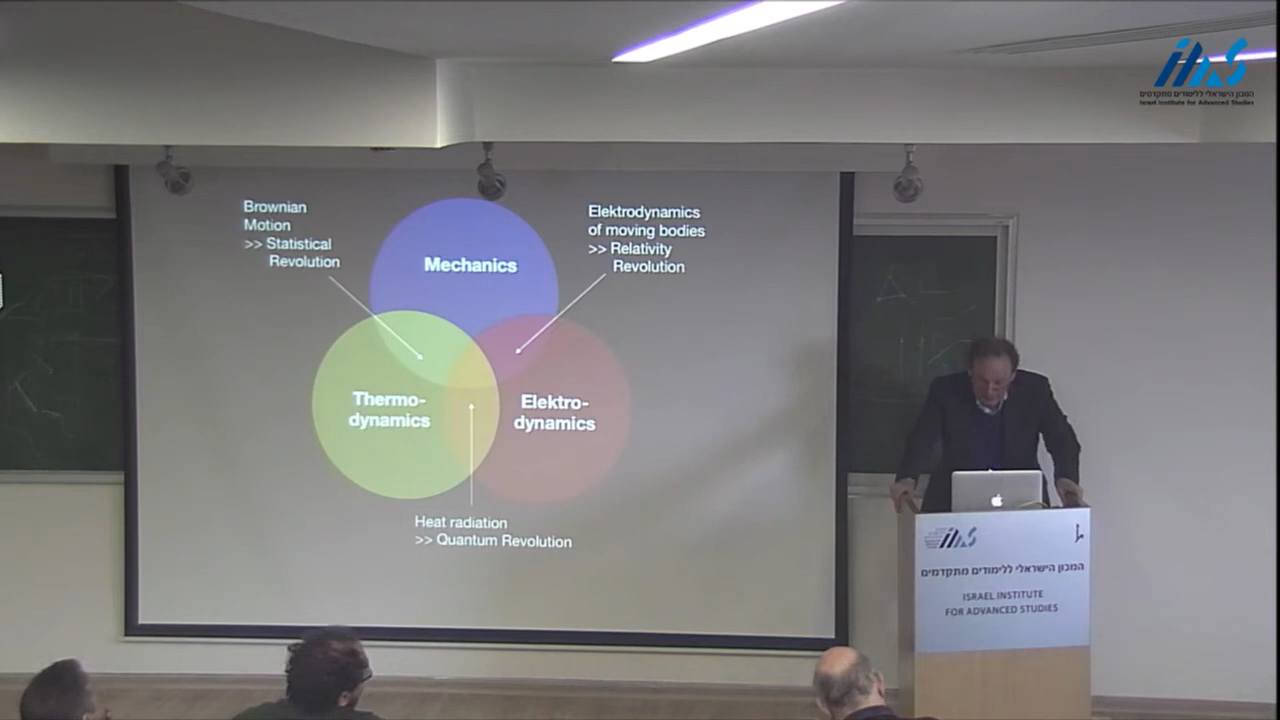 המכון הישראלי ללימודים מתקדמים
Israel Institute for Advanced Studies
Brownian
Motion
>> Statistical
Revolution
Elektrodynamics
of moving bodies
>> Relativity
Revolution
Mechanics
Thermo-
dynamics
Elektro-
dynamics
Heat radiation
>> Quantum Revolution
המכון הישראלי ללימודים מתקדמים
ISRAEL INSTITUTE
FOR ADVANCED STUDIES